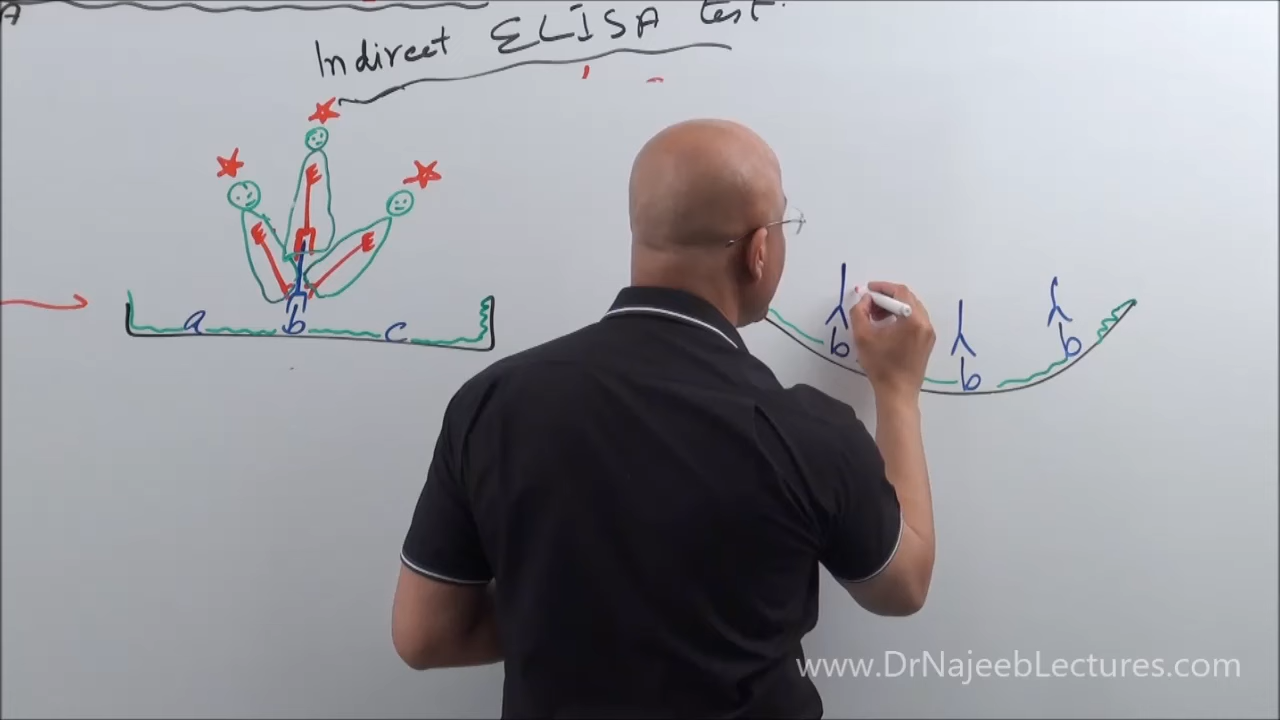 A
Indirect ELISA test.
E
E E
a b c
b b b
www.DrNajeebLectures.com